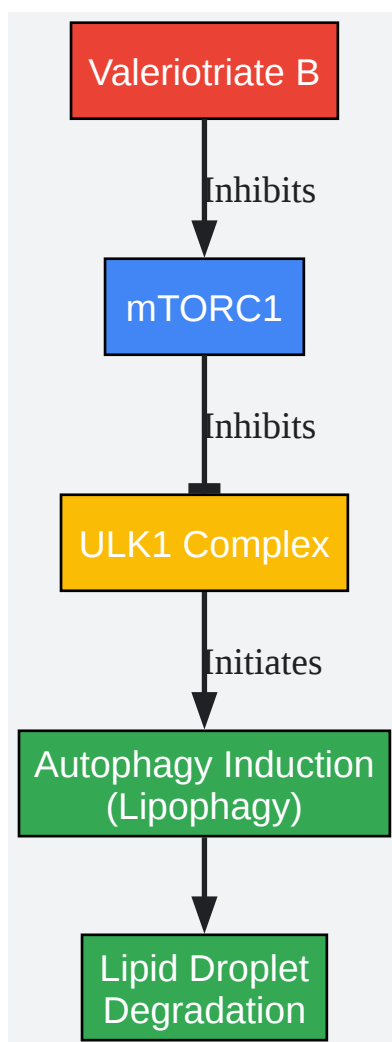 Valeriotriate B
Inhibits
mTORC1
Inhibits
ULK1 Complex
Initiates
Autophagy Induction
(Lipophagy)
Lipid Droplet
Degradation